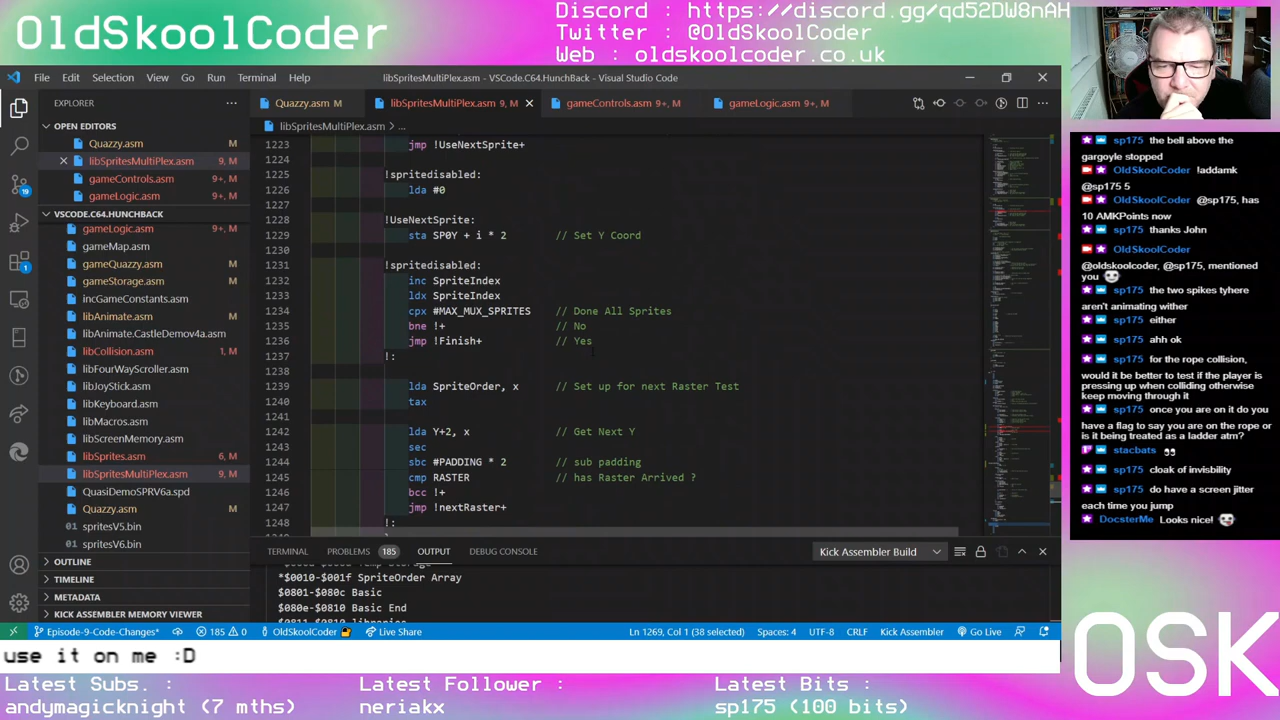 OldSkoolCoder
Discord : https://discord.gg/qd52DW8nAH
Twitter : @OldSkoolCoder
Web : oldskoolcoder.co.uk
File Edit Selection View Go Run Terminal Help
libSpritesMultiPlex.asm - VSCode.C64.HunchBack - Visual Studio Code
EXPLORER
OPEN EDITORS
Quazzy.asm M
libSpritesMultiPlex.asm 9, M
gameControls.asm 9+, M
gameLogic.asm 9+, M
VSCODE.C64.HUNCHBACK
gameLogic.asm 9+, M
gameMap.asm
gameQuazzy.asm M
gameStorage.asm M
incGameConstants.asm
libAnimate.asm M
libAnimate.CastleDemov4a.asm
libCollision.asm 1, M
libFourWayScroller.asm
libJoyStick.asm
libKeyboard.asm
libMacros.asm
libScreenMemory.asm
libSprites.asm 6, M
libSpritesMultiPlex.asm 9, M
QuasiDemoSPRV6a.spd
Quazzy.asm M
spritesV5.bin
spritesV6.bin
OUTLINE
TIMELINE
METADATA
KICK ASSEMBLER MEMORY VIEWER
Quazzy.asm M
libSpritesMultiPlex.asm 9, M
gameControls.asm 9+, M
gameLogic.asm 9+, M
libSpritesMultiPlex.asm > ...
1223 jmp !UseNextSprite+
1224
1225 !spritedisabled:
1226 lda #0
1227
1228 !UseNextSprite:
1229 sta SP0Y + i * 2 // Set Y Coord
1230
1231 !spritedisabled:
1232 inc SpriteIndex
1233 ldx SpriteIndex
1234 cpx #MAX_NUM_SPRITES // Done All Sprites
1235 bne !+ // No
1236 jmp !Finish+ // Yes
1237 !:
1238
1239 lda SpriteOrder, x // Set up for next Raster Test
1240 tax
1241
1242 lda Y+2, x // Get Next Y
1243 sec
1244 sbc #PADDING * 2 // sub padding
1245 cmp RASTER // has Raster Arrived ?
1246 bcc !+
1247 jmp !nextRaster+
1248 !:
TERMINAL PROBLEMS 185 OUTPUT DEBUG CONSOLE
Kick Assembler Build
*$0010-$001f SpriteOrder Array
$0801-$080c Basic
$080e-$0810 Basic End
Episode-9-Code-Changes* 185 0 OldSkoolCoder Live Share
Ln 1269, Col 1 (38 selected) Spaces: 4 UTF-8 CRLF Kick Assembler Go Live
use it on me :D
Latest Subs. :
andymagicknight (7 mths)
Latest Follower :
neriakx
Latest Bits :
sp175 (100 bits)
sp175 the bell above the
gargoyle stopped
OldSkoolCoder !addamk
@sp175 5
OldSkoolCoder @sp175, has
10 AMKPoints now
sp175 thanks John
OldSkoolCoder
@oldskoolcoder, @sp175, mentioned
you
sp175 the two spikes tyhere
aren't animating wither
sp175 either
sp175 ahh ok
sp175 for the rope collision,
would it be better to test if the player is
pressing up when colliding otherwise
keep moving through it
sp175 once you are on it do you
have a flag to say you are on the rope or
is it being treated as a ladder atm?
stacbats
sp175 cloak of invisbility
sp175 do have a screen jitter
each time you jump
DocsterMe Looks nice!
OSK